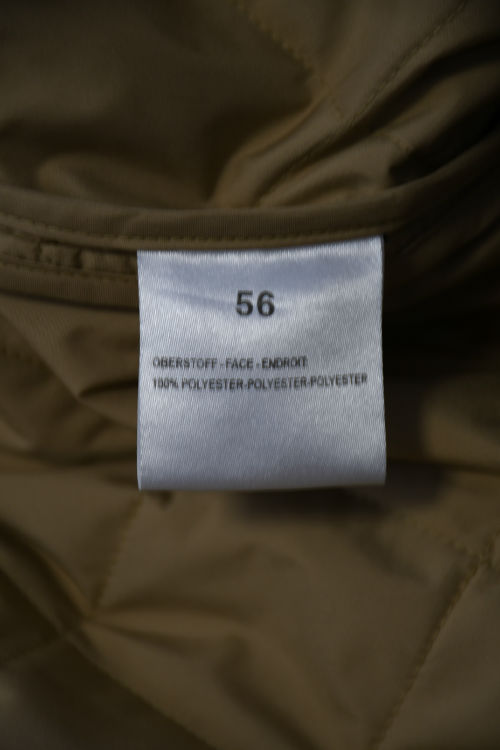 56
OBERSTOFF-FACE-ENDROIT
100% POLYESTER-POLYESTER-POLYESTER